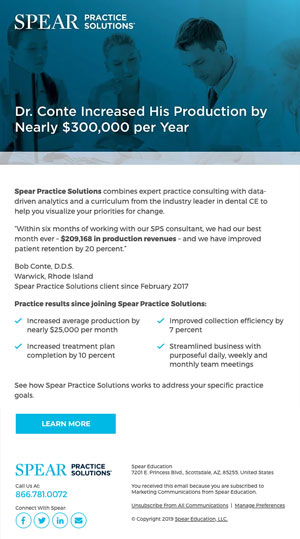 SPEAR PRACTICE SOLUTIONS™
Dr. Conte Increased His Production by
Nearly $300,000 per Year
Spear Practice Solutions combines expert practice consulting with data-
driven analytics and a curriculum from the industry leader in dental CE to
help you visualize your priorities for change.
“Within six months of working with our SPS consultant, we had our best
month ever – $209,168 in production revenues – and we have improved
patient retention by 20 percent.”
Bob Conte, D.D.S.
Warwick, Rhode Island
Spear Practice Solutions client since February 2017
Practice results since joining Spear Practice Solutions:
Increased average production by
nearly $25,000 per month
Increased treatment plan
completion by 10 percent
Improved collection efficiency by
7 percent
Streamlined business with
purposeful daily, weekly and
monthly team meetings
See how Spear Practice Solutions works to address your specific practice
goals.
LEARN MORE
SPEAR PRACTICE SOLUTIONS™
Call Us At:
866.781.0072
Connect With Spear:
Spear Education
7201 E. Princess Blvd., Scottsdale, AZ, 85255, United States
You received this email because you are subscribed to
Marketing Communications from Spear Education.
Unsubscribe From All Communications | Manage Preferences
© Copyright 2019 Spear Education, LLC.